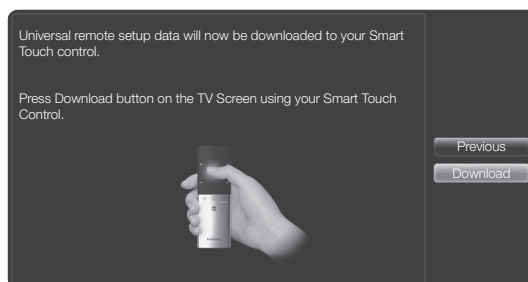 Universal remote setup data will now be downloaded to your Smart
Touch control.
Press Download button on the TV Screen using your Smart Touch
Control.
Previous
Download